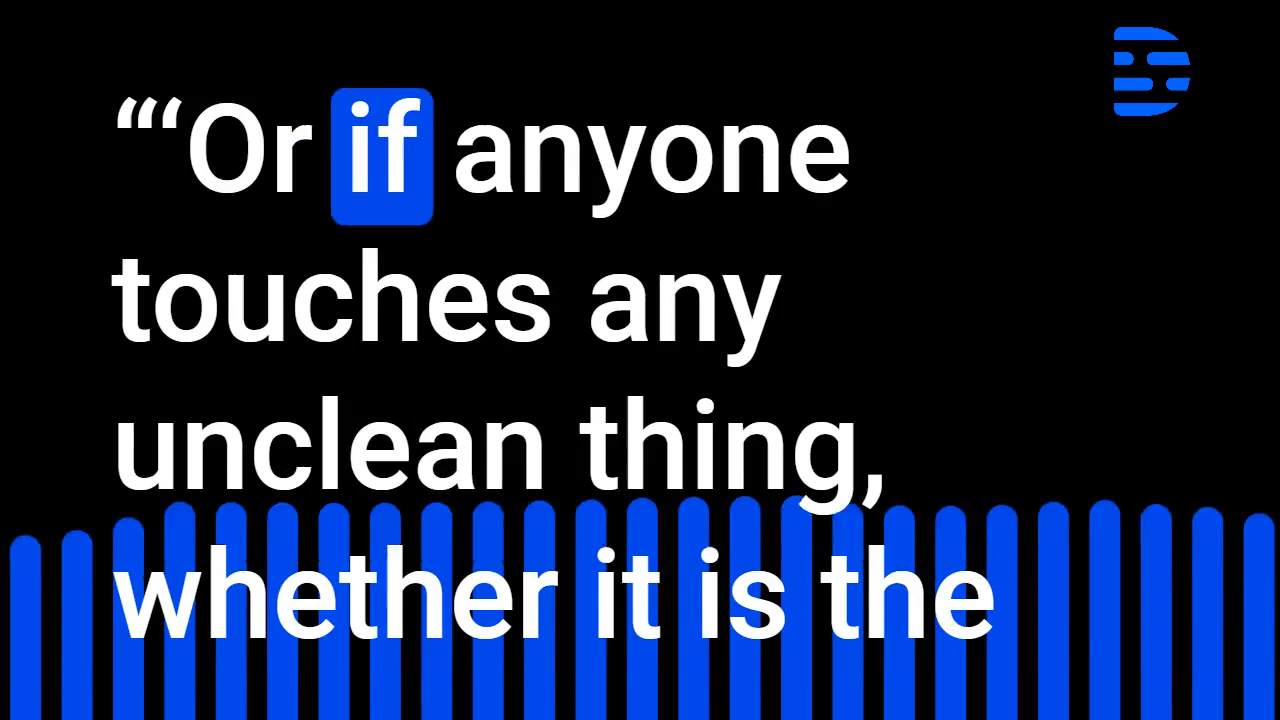 “‘Or if anyone
touches any
unclean thing,
whether it is the